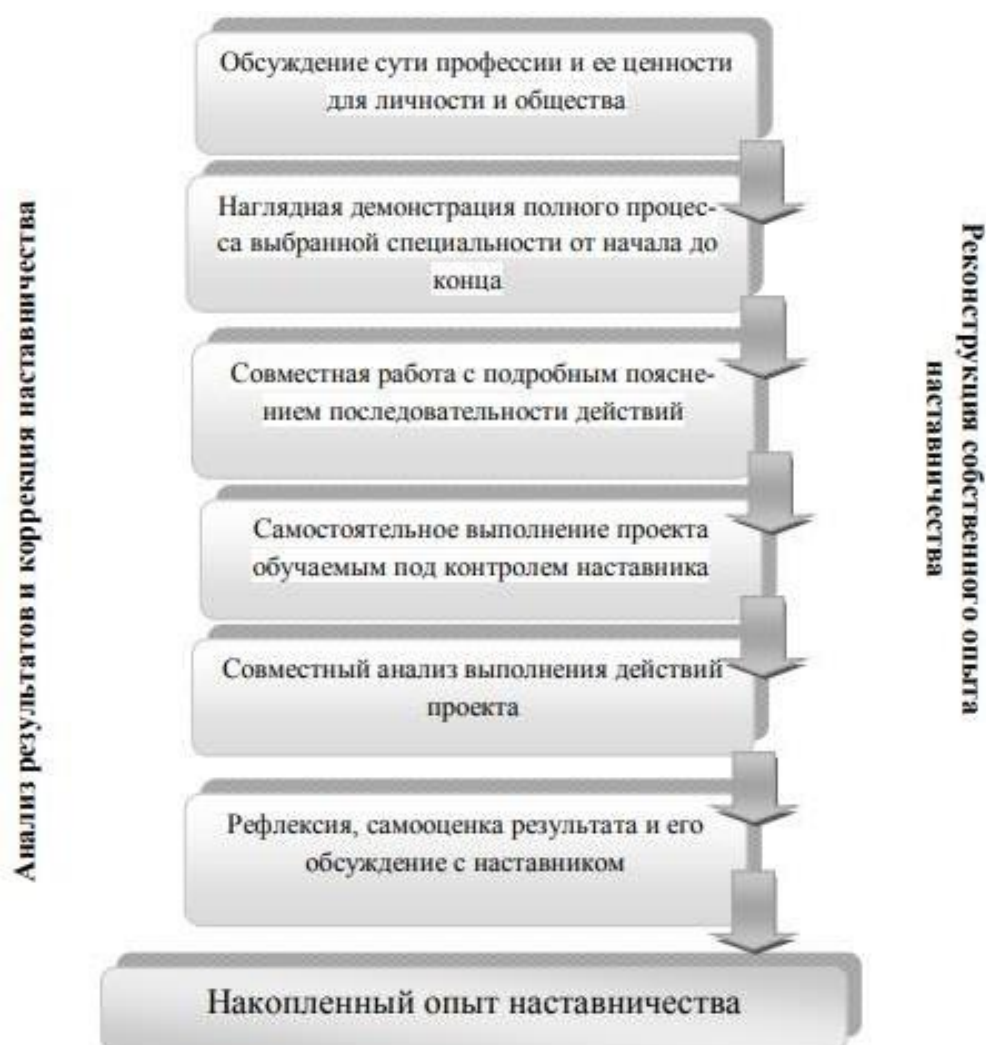 Обсуждение сути профессии и ее ценности
для личности и общества
Наглядная демонстрация полного процес-
са выбранной специальности от начала до
конца
Совместная работа с подробным поясне-
нием последовательности действий
Самостоятельное выполнение проекта
обучаемым под контролем наставника
Совместный анализ выполнения действий
проекта
Рефлексия, самооценка результата и его
обсуждение с наставником
Накопленный опыт наставничества
Анализ результатов и коррекция наставничества
Реконструкция собственного опыта
наставничества